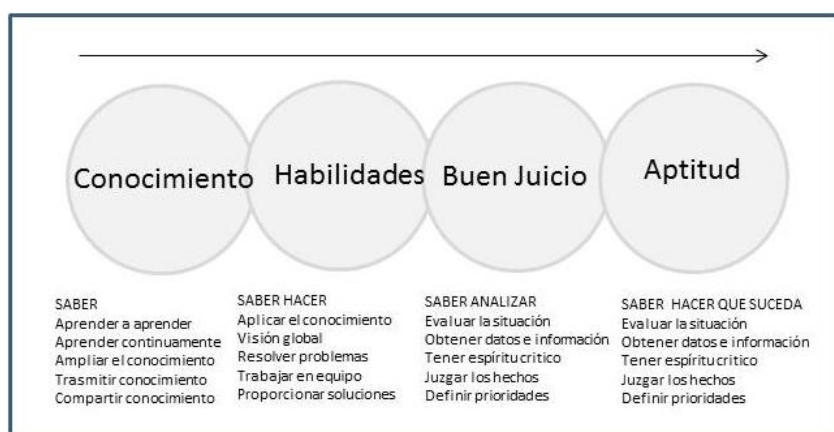 Conocimiento
Habilidades
Buen Juicio
Aptitud
SABER
Aprender a aprender
Aprender continuamente
Ampliar el conocimiento
Trasmitir conocimiento
Compartir conocimiento
SABER HACER
Aplicar el conocimiento
Visión global
Resolver problemas
Trabajar en equipo
Proporcionar soluciones
SABER ANALIZAR
Evaluar la situación
Obtener datos e información
Tener espíritu critico
Juzgar los hechos
Definir prioridades
SABER HACER QUE SUCEDA
Evaluar la situación
Obtener datos e información
Tener espíritu critico
Juzgar los hechos
Definir prioridades